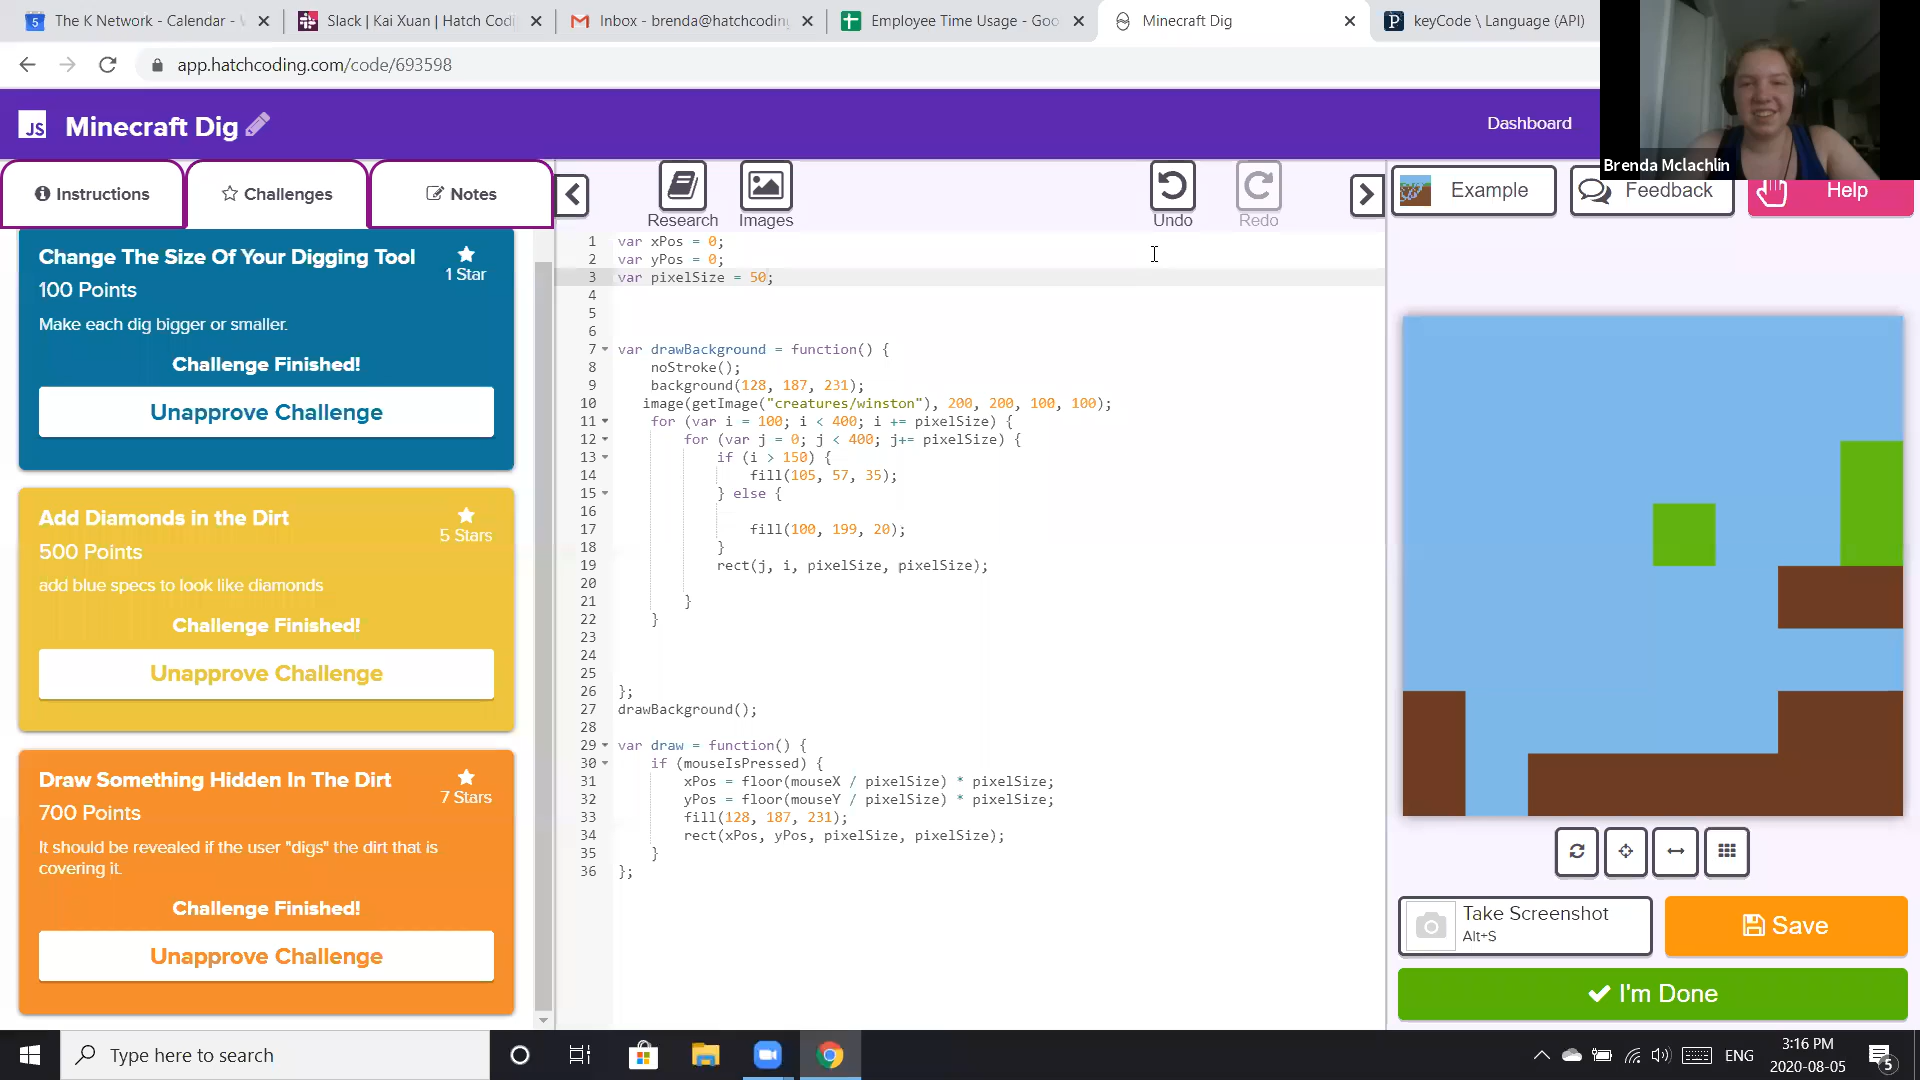 The K Network - Calendar -
Slack | Kai Xuan | Hatch Codi
Inbox - brenda@hatchcoding
Employee Time Usage - Goo
Minecraft Dig
keyCode \ Language (API)
app.hatchcoding.com/code/693598
JS
Minecraft Dig
Dashboard
Brenda Mclachlin
Instructions
Challenges
Notes
Research
Images
Undo
Redo
Example
Feedback
Help
Change The Size Of Your Digging Tool
1 Star
100 Points
Make each dig bigger or smaller.
Challenge Finished!
Unapprove Challenge
Add Diamonds in the Dirt
5 Stars
500 Points
add blue specs to look like diamonds
Challenge Finished!
Unapprove Challenge
Draw Something Hidden In The Dirt
7 Stars
700 Points
It should be revealed if the user "digs" the dirt that is
covering it.
Challenge Finished!
Unapprove Challenge
1 var xPos = 0;
2 var yPos = 0;
3 var pixelSize = 50;
4
5
6
7 var drawBackground = function() {
8 noStroke();
9 background(128, 187, 231);
10 image(getImage("creatures/winston"), 200, 200, 100, 100);
11 for (var i = 100; i < 400; i += pixelSize) {
12 for (var j = 0; j < 400; j+= pixelSize) {
13 if (i > 150) {
14 fill(105, 57, 35);
15 } else {
16
17 fill(100, 199, 20);
18 }
19 rect(j, i, pixelSize, pixelSize);
20
21 }
22 }
23
24
25
26 };
27 drawBackground();
28
29 var draw = function() {
30 if (mouseIsPressed) {
31 xPos = floor(mouseX / pixelSize) * pixelSize;
32 yPos = floor(mouseY / pixelSize) * pixelSize;
33 fill(128, 187, 231);
34 rect(xPos, yPos, pixelSize, pixelSize);
35 }
36 };
Take Screenshot
Alt+S
Save
I'm Done
Type here to search
ENG
3:16 PM
2020-08-05
5